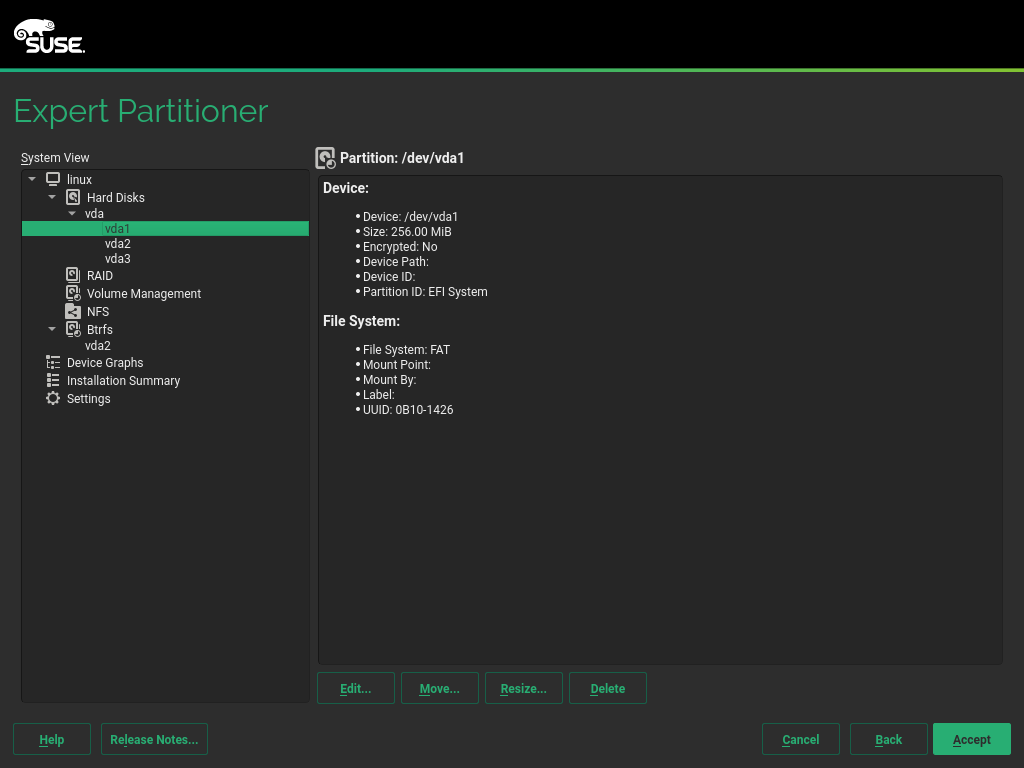 SUSE.
Expert Partitioner
System View
linux
Hard Disks
vda
vda1
vda2
vda3
RAID
Volume Management
NFS
Btrfs
vda2
Device Graphs
Installation Summary
Settings
Partition: /dev/vda1
Device:
• Device: /dev/vda1
• Size: 256.00 MiB
• Encrypted: No
• Device Path:
• Device ID:
• Partition ID: EFI System
File System:
• File System: FAT
• Mount Point:
• Mount By:
• Label:
• UUID: 0B10-1426
Edit... Move... Resize... Delete
Help Release Notes... Cancel Back Accept